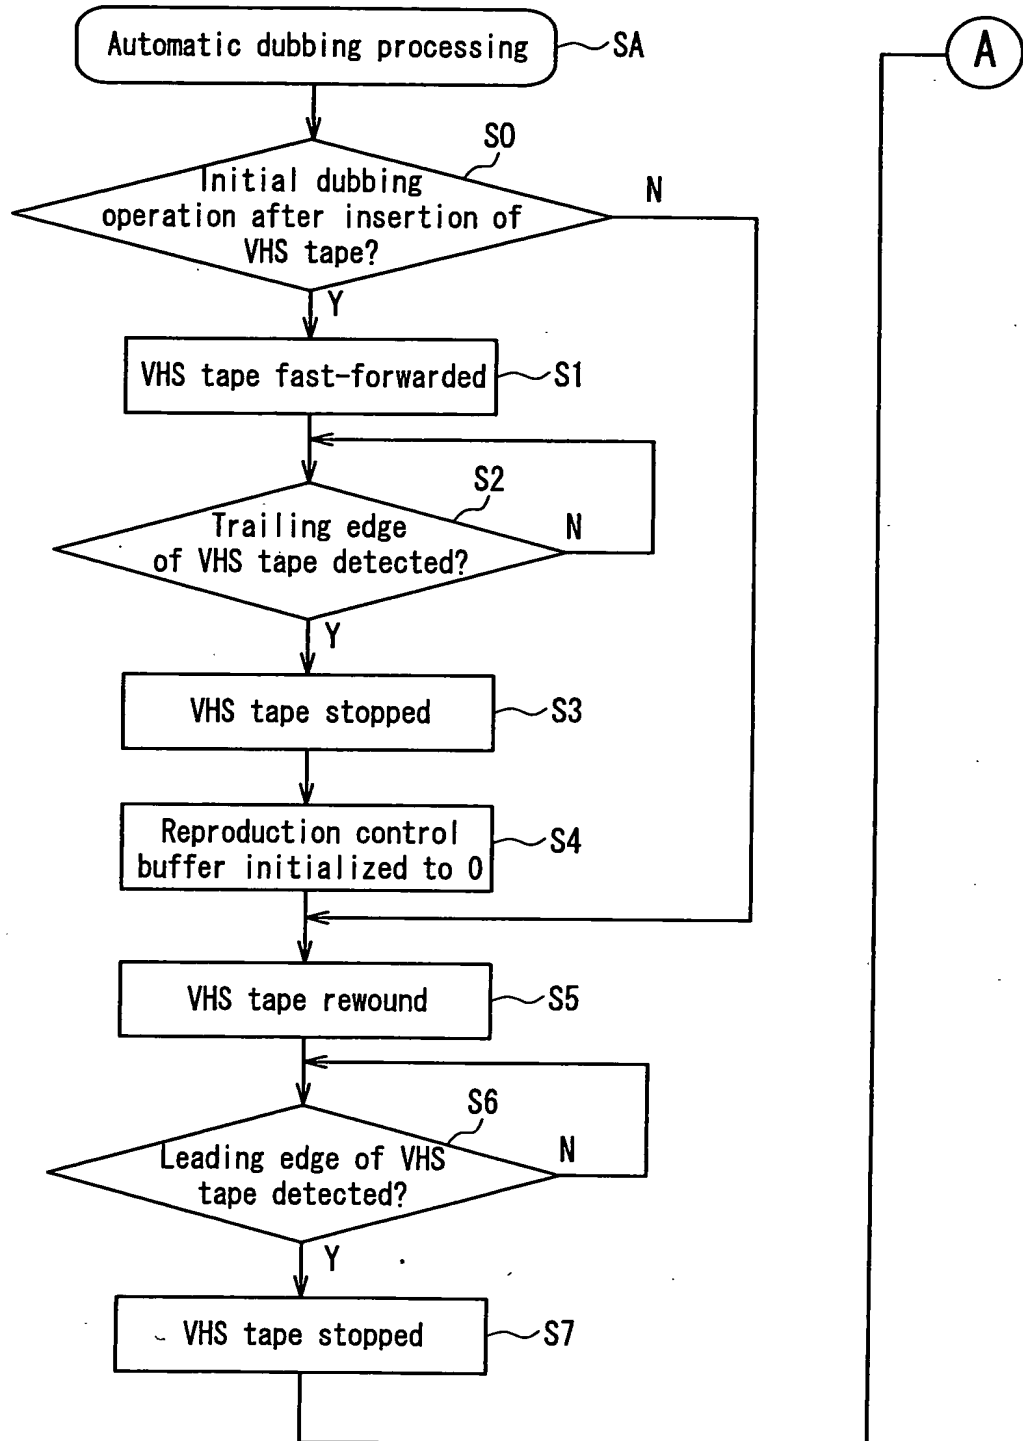 Automatic dubbing processing
SA
A
S0
Initial dubbing
operation after insertion of
VHS tape?
N
Y
VHS tape fast-forwarded
S1
S2
Trailing edge
of VHS tape detected?
N
Y
VHS tape stopped
S3
Reproduction control
buffer initialized to 0
S4
VHS tape rewound
S5
S6
Leading edge of VHS
tape detected?
N
Y
VHS tape stopped
S7